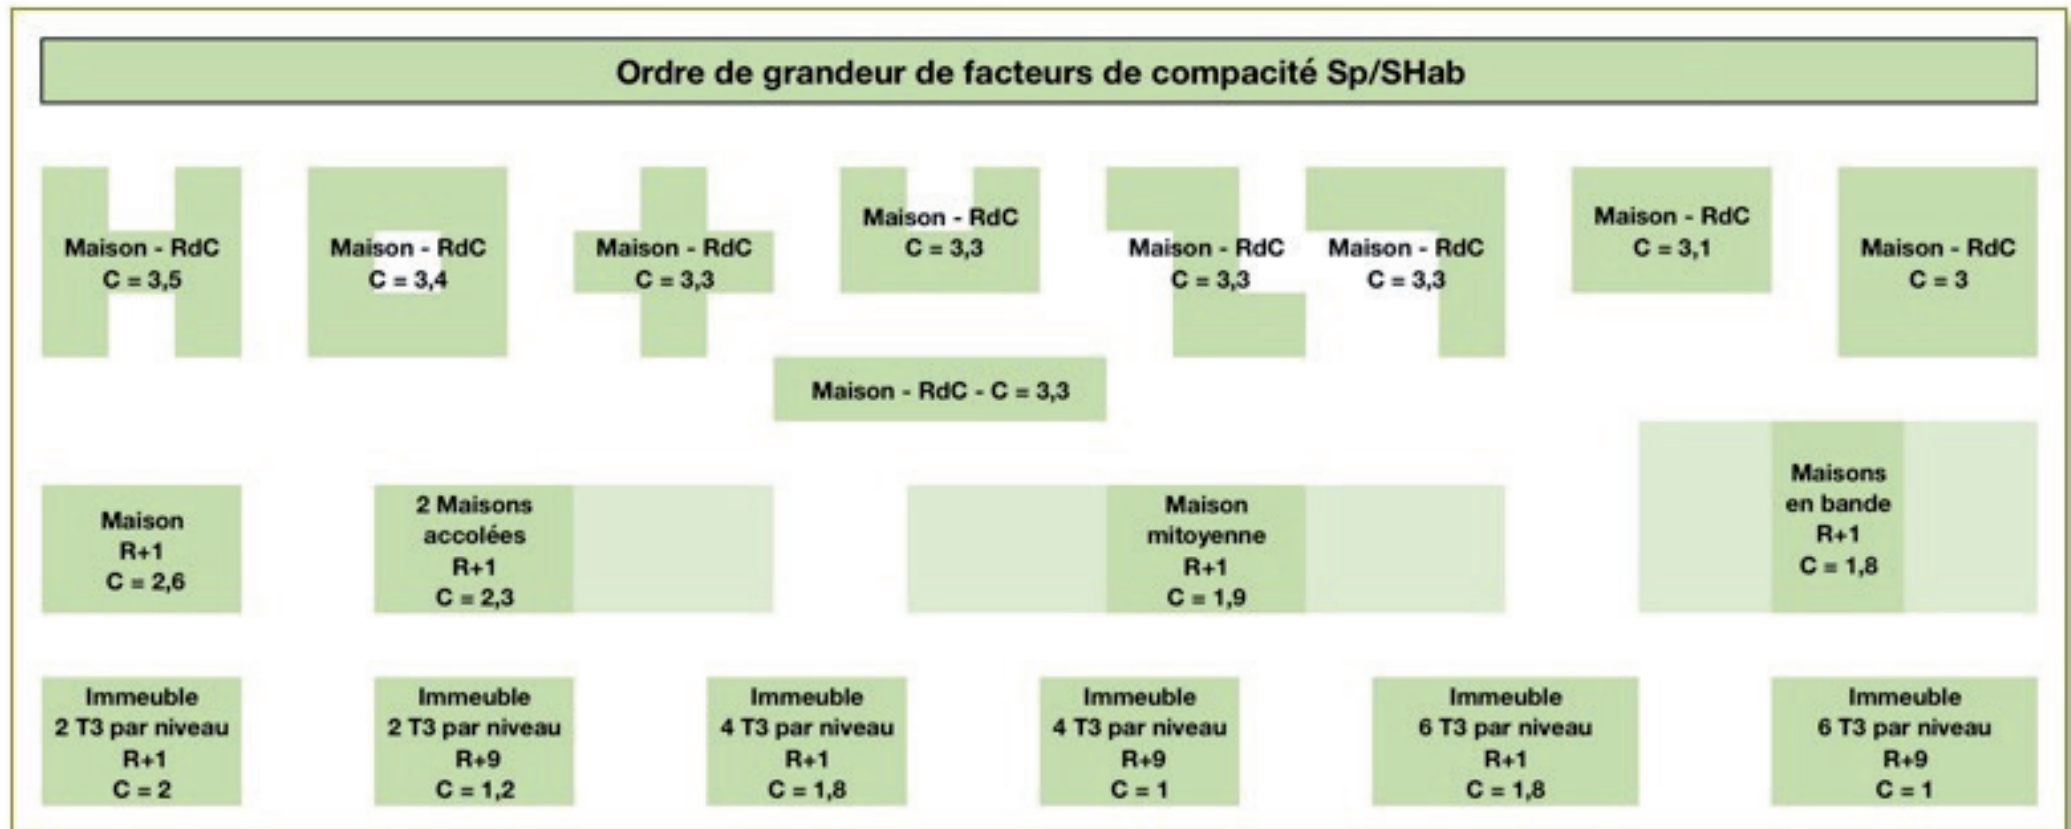 Ordre de grandeur de facteurs de compacité Sp/SHab
Maison - RdC
C = 3,5
Maison - RdC
C = 3,4
Maison - RdC
C = 3,3
Maison - RdC
C = 3,3
Maison - RdC
C = 3,3
Maison - RdC
C = 3,3
Maison - RdC
C = 3,1
Maison - RdC
C = 3
Maison - RdC - C = 3,3
Maison
R+1
C = 2,6
2 Maisons
accolées
R+1
C = 2,3
Maison
mitoyenne
R+1
C = 1,9
Maisons
en bande
R+1
C = 1,8
Immeuble
2 T3 par niveau
R+1
C = 2
Immeuble
2 T3 par niveau
R+9
C = 1,2
Immeuble
4 T3 par niveau
R+1
C = 1,8
Immeuble
4 T3 par niveau
R+9
C = 1
Immeuble
6 T3 par niveau
R+1
C = 1,8
Immeuble
6 T3 par niveau
R+9
C = 1